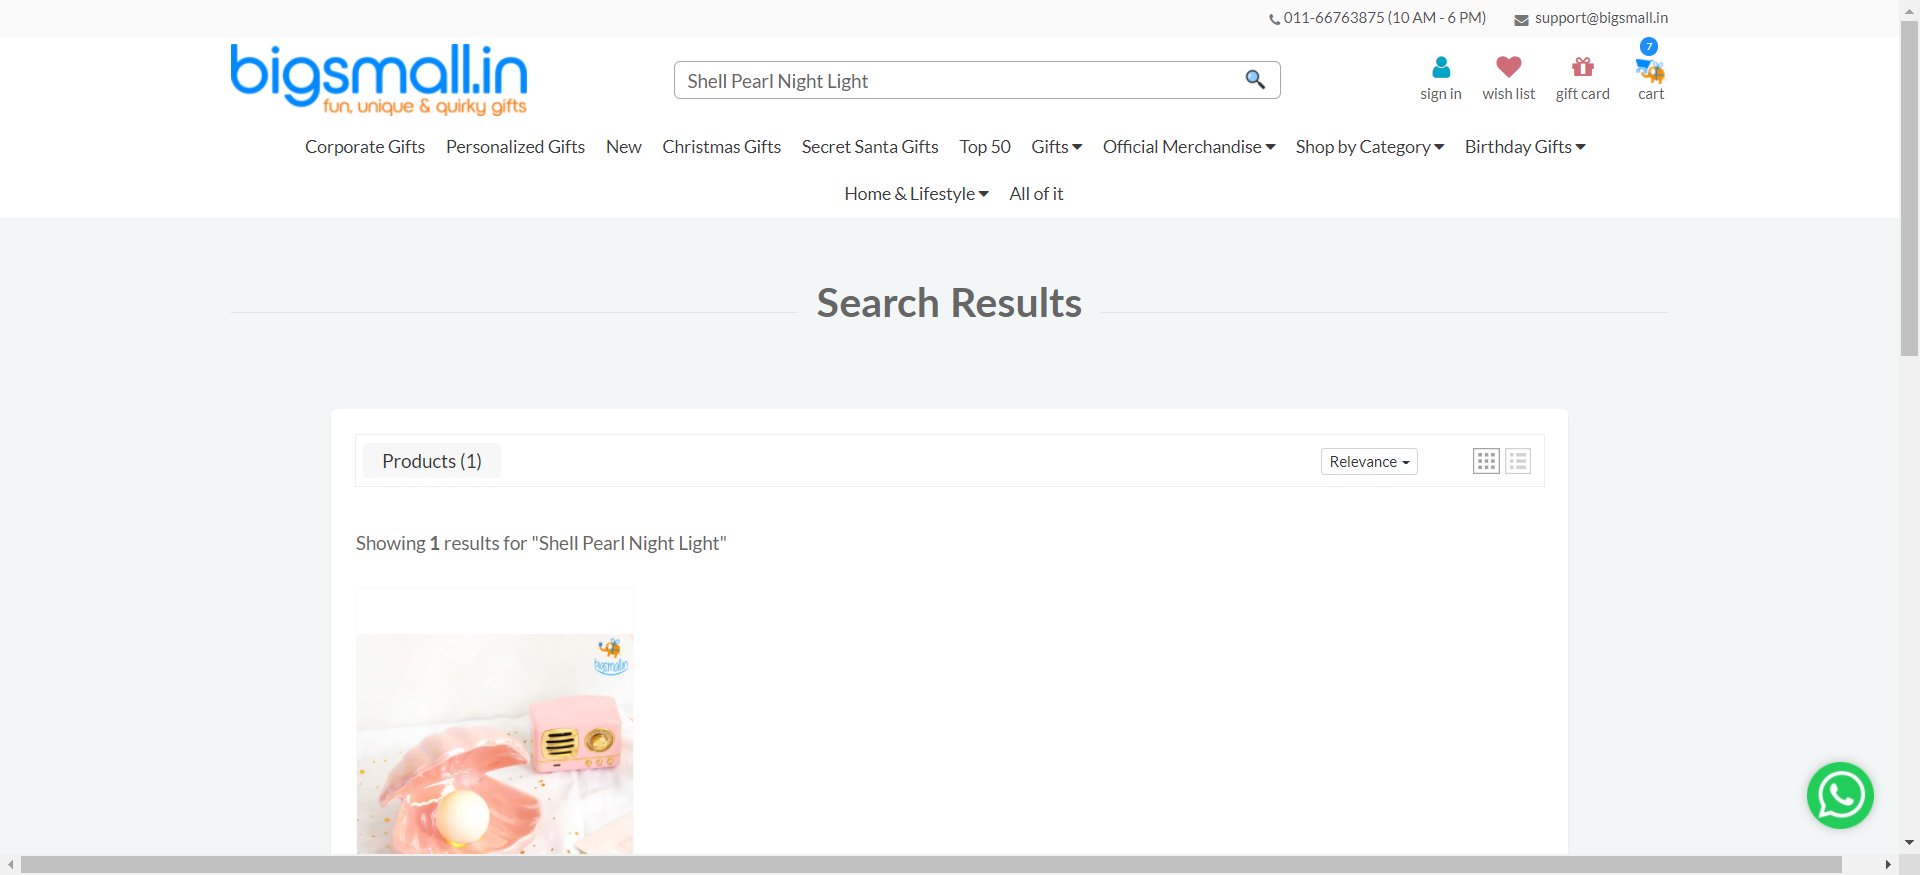 011-66763875 (10 AM - 6 PM) support@bigsmall.in
bigsmall.in
fun, unique & quirky gifts
Shell Pearl Night Light
7
sign in wish list gift card cart
Corporate Gifts Personalized Gifts New Christmas Gifts Secret Santa Gifts Top 50 Gifts Official Merchandise Shop by Category Birthday Gifts
Home & Lifestyle All of it
Search Results
Products (1) Relevance
Showing 1 results for "Shell Pearl Night Light"
bigsmall.in